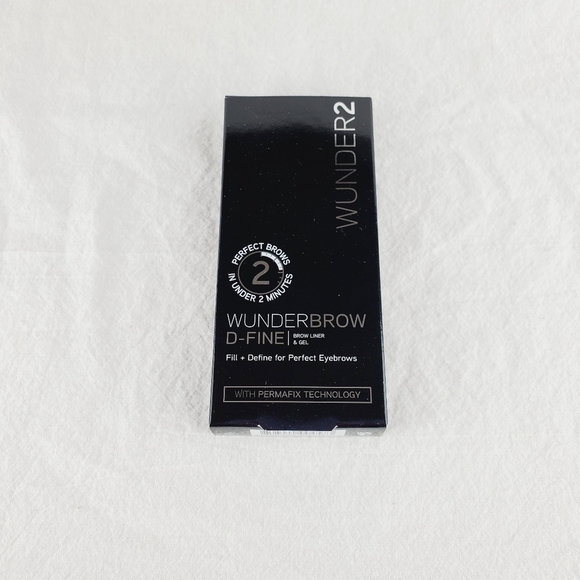 WUNDER2
PERFECT BROWS
2
IN UNDER 2 MINUTES
WUNDERBROW
D-FINE | BROW LINER
& GEL
Fill + Define for Perfect Eyebrows
WITH PERMAFIX TECHNOLOGY